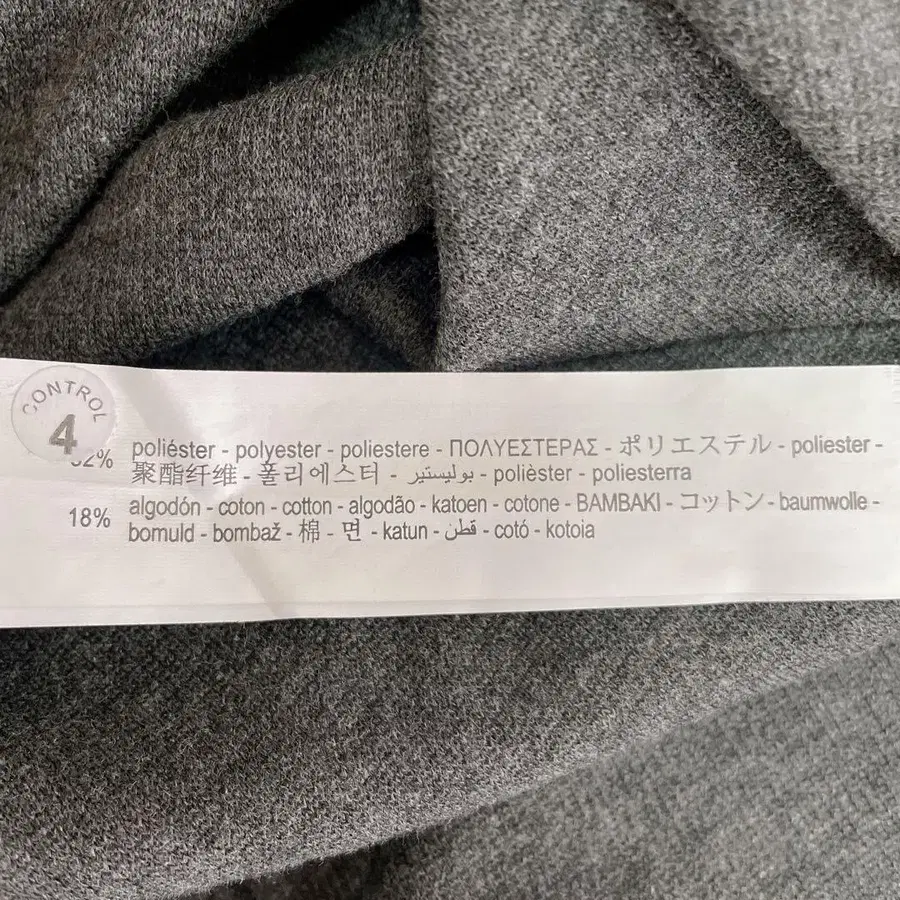 CONTROL
4
2% poliéster - polyester - poliestere - ΠΟΛΥΕΣΤΕΡΑΣ - ポリエステル - poliester -
聚酯纤维 - 폴리에스터 - بوليستير - polièster - poliesterra
18% algodón - coton - cotton - algodão - katoen - cotone - BAMBAKI - コットン - baumwolle -
bomuld - bombaž - 棉 - 면 - katun - قطن - cotó - kotoia